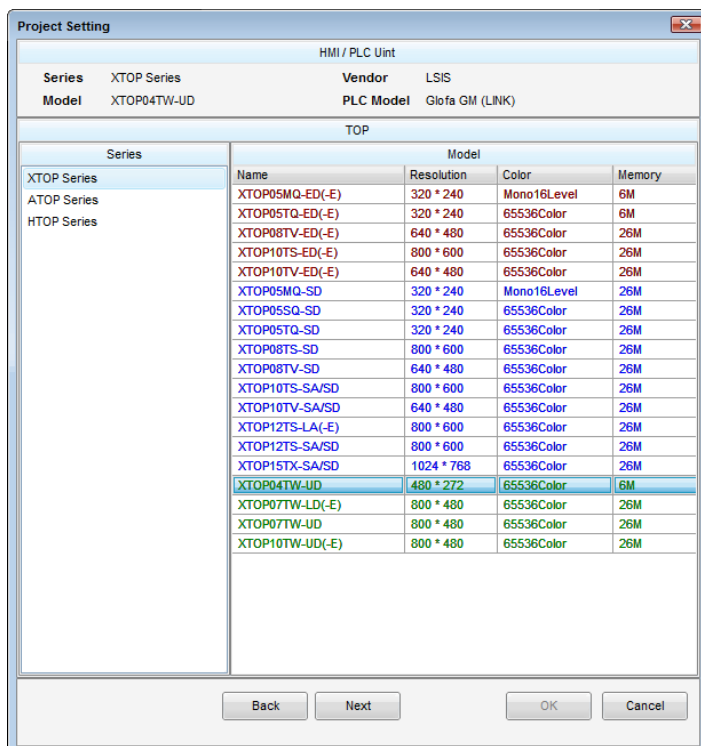 Project Setting
HMI / PLC Uint
Series XTOP Series Vendor LSIS
Model XTOP04TW-UD PLC Model Glofa GM (LINK)
TOP
Series Model
XTOP Series
ATOP Series
HTOP Series
Name Resolution Color Memory
XTOP05MQ-ED(-E) 320 * 240 Mono16Level 6M
XTOP05TQ-ED(-E) 320 * 240 65536Color 6M
XTOP08TV-ED(-E) 640 * 480 65536Color 26M
XTOP10TS-ED(-E) 800 * 600 65536Color 26M
XTOP10TV-ED(-E) 640 * 480 65536Color 26M
XTOP05MQ-SD 320 * 240 Mono16Level 26M
XTOP05SQ-SD 320 * 240 65536Color 26M
XTOP05TQ-SD 320 * 240 65536Color 26M
XTOP08TS-SD 800 * 600 65536Color 26M
XTOP08TV-SD 640 * 480 65536Color 26M
XTOP10TS-SA/SD 800 * 600 65536Color 26M
XTOP10TV-SA/SD 640 * 480 65536Color 26M
XTOP12TS-LA(-E) 800 * 600 65536Color 26M
XTOP12TS-SA/SD 800 * 600 65536Color 26M
XTOP15TX-SA/SD 1024 * 768 65536Color 26M
XTOP04TW-UD 480 * 272 65536Color 6M
XTOP07TW-LD(-E) 800 * 480 65536Color 26M
XTOP07TW-UD 800 * 480 65536Color 26M
XTOP10TW-UD(-E) 800 * 480 65536Color 26M
Back Next OK Cancel